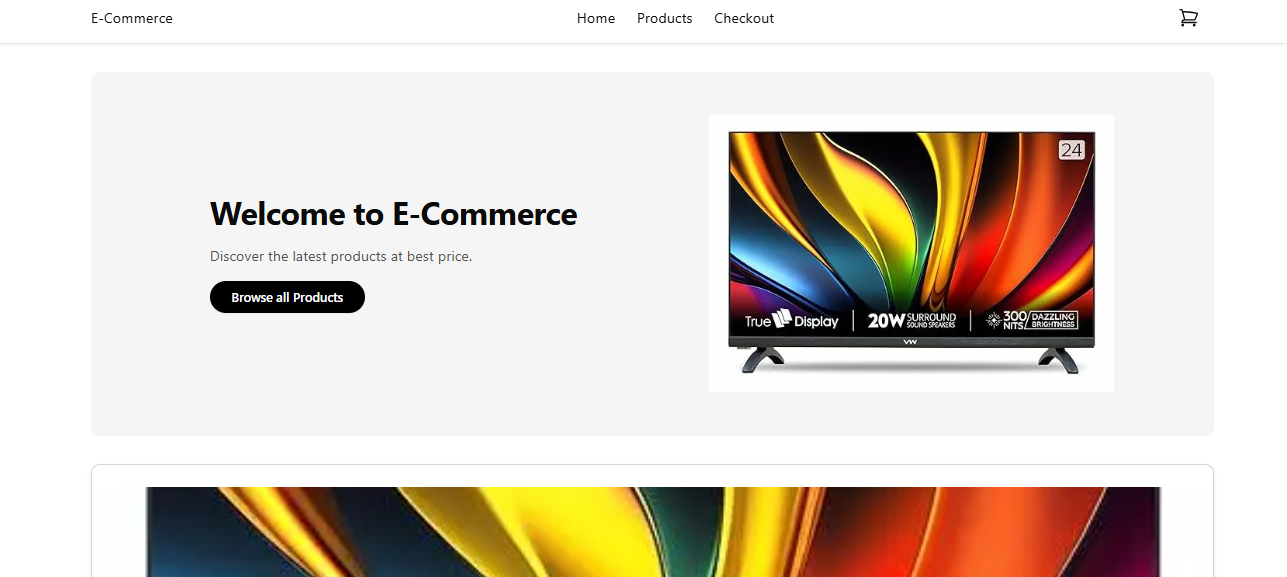 E-Commerce
Home Products Checkout
Welcome to E-Commerce
Discover the latest products at best price.
Browse all Products
24
True Display
20W SURROUND
SOUND SPEAKERS
300 NITS/ DAZZLING
BRIGHTNESS
VW